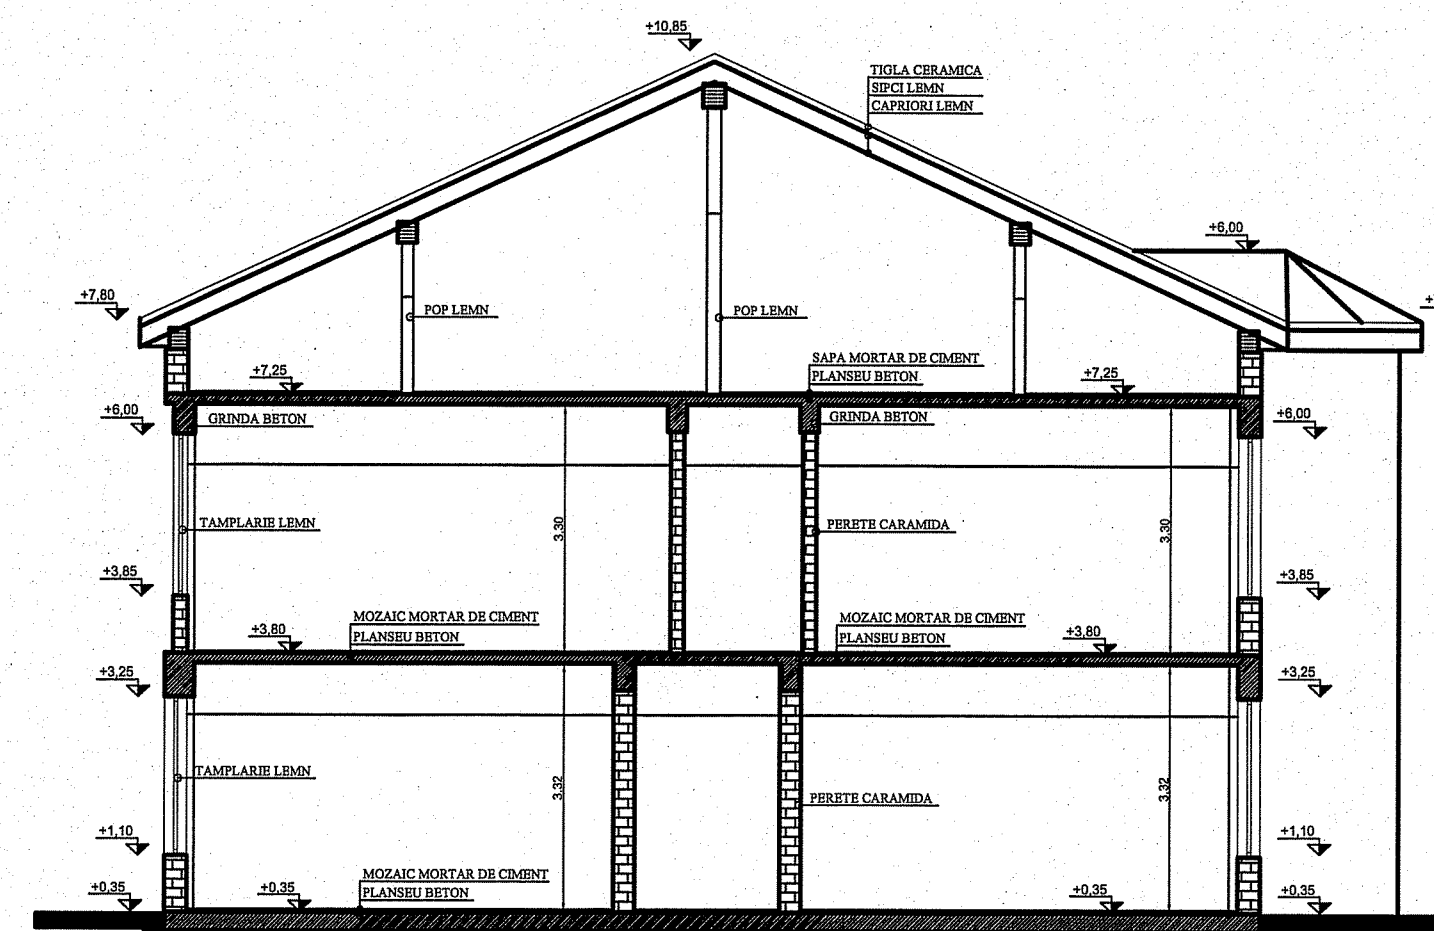 +10,85
TIGLA CERAMICA
SIPCI LEMN
CAPRIORI LEMN
+6,00
+7,80
+
POP LEMN
POP LEMN
SAPA MORTAR DE CIMENT
PLANSEU BETON
+7,25
+7,25
+6,00
GRINDA BETON
GRINDA BETON
+6,00
TAMPLARIE LEMN
3,30
PERETE CARAMIDA
3,30
+3,85
+3,85
MOZAIC MORTAR DE CIMENT
PLANSEU BETON
+3,80
MOZAIC MORTAR DE CIMENT
PLANSEU BETON
+3,80
+3,25
+3,25
TAMPLARIE LEMN
3,32
PERETE CARAMIDA
3,32
+1,10
+1,10
MOZAIC MORTAR DE CIMENT
PLANSEU BETON
+0,35
+0,35
+0,35
+0,35